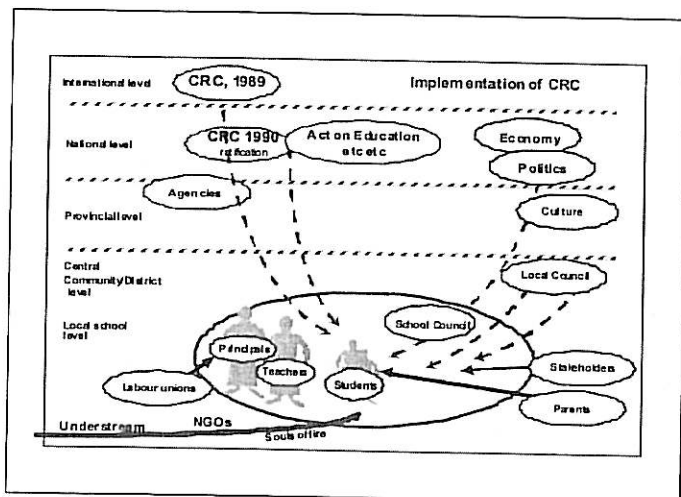 International level
CRC, 1989
Implementation of CRC
National level
CRC 1990
ratification
Action Education
etc etc
Economy
Politics
Agencies
Provincial level
Culture
Central
Community/District
level
Local Council
Local school
level
School Council
Principals
Teachers
Students
Stakeholders
Labour unions
Parents
NGOs
Understream
Souls of fire